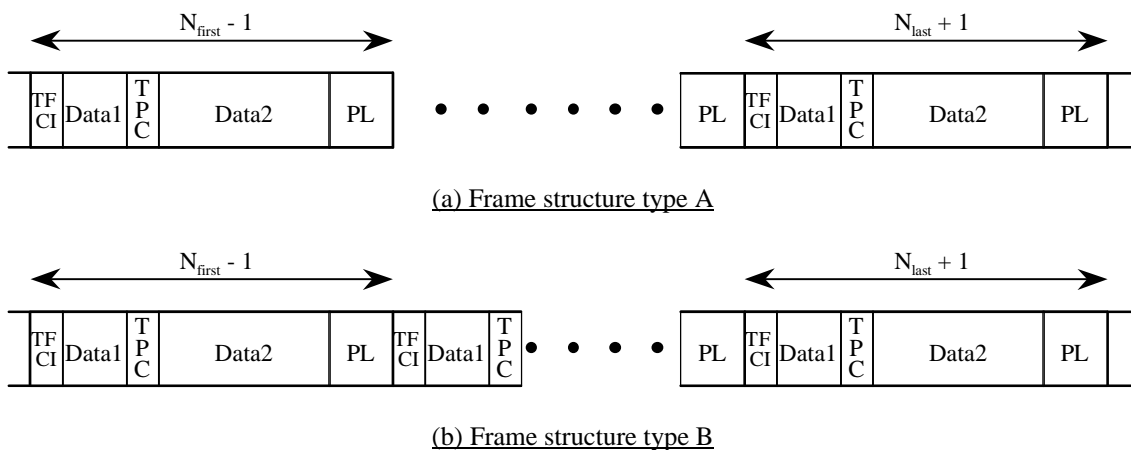 N_first - 1 N_last + 1
TF CI Data1 T P C Data2 PL PL TF CI Data1 T P C Data2 PL
(a) Frame structure type A
N_first - 1 N_last + 1
TF CI Data1 T P C Data2 PL TF CI Data1 T P C PL TF CI Data1 T P C Data2 PL
(b) Frame structure type B